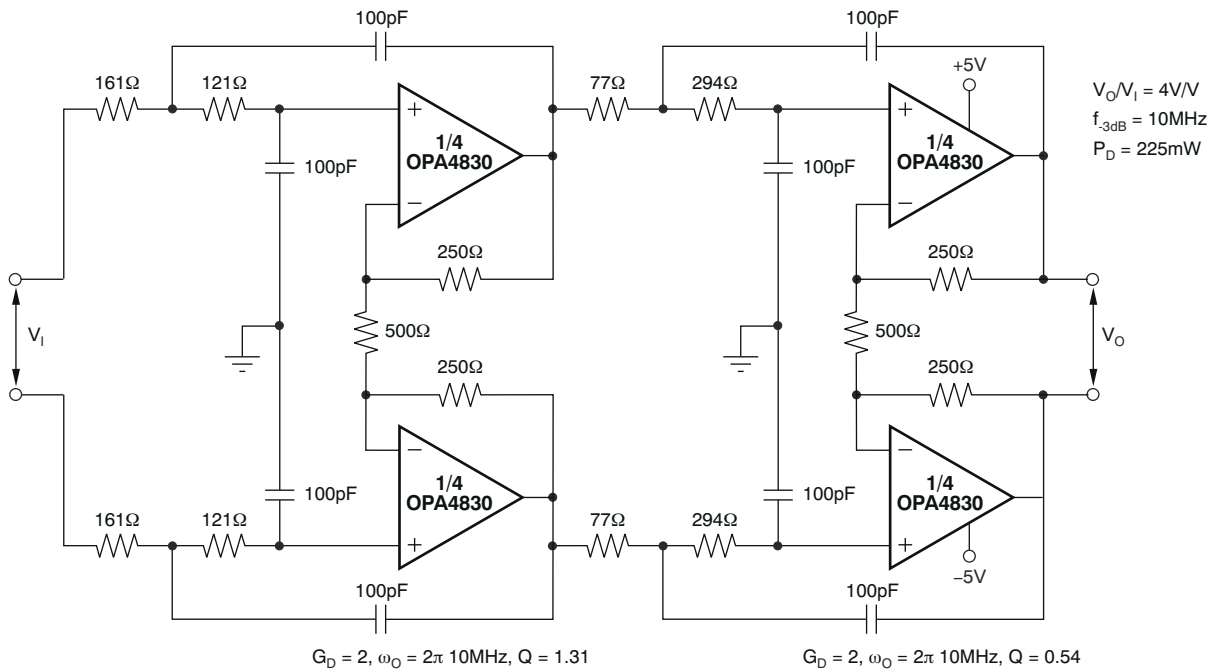 100pF
100pF
161Ω
121Ω
77Ω
294Ω
+5V
V_O/V_I = 4V/V
f_-3dB = 10MHz
P_D = 225mW
+
1/4
OPA4830
−
+
1/4
OPA4830
−
100pF
100pF
250Ω
250Ω
V_I
500Ω
500Ω
V_O
250Ω
250Ω
−
1/4
OPA4830
+
−
1/4
OPA4830
+
100pF
100pF
161Ω
121Ω
77Ω
294Ω
−5V
100pF
100pF
G_D = 2, ω_O = 2π 10MHz, Q = 1.31
G_D = 2, ω_O = 2π 10MHz, Q = 0.54